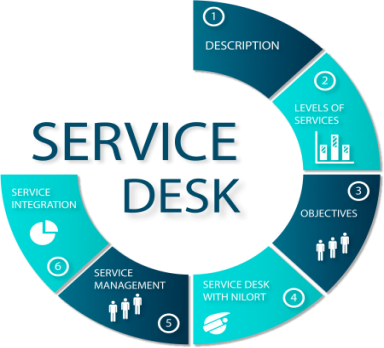 1
DESCRIPTION
2
LEVELS OF
SERVICES
SERVICE
DESK
3
OBJECTIVES
SERVICE DESK
WITH NILORT
4
SERVICE
MANAGEMENT
5
SERVICE
INTEGRATION
6